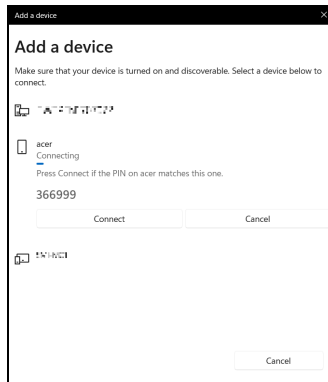 Add a device
Add a device
Make sure that your device is turned on and discoverable. Select a device below to
connect.
acer
Connecting
Press Connect if the PIN on acer matches this one.
366999
Connect Cancel
Cancel